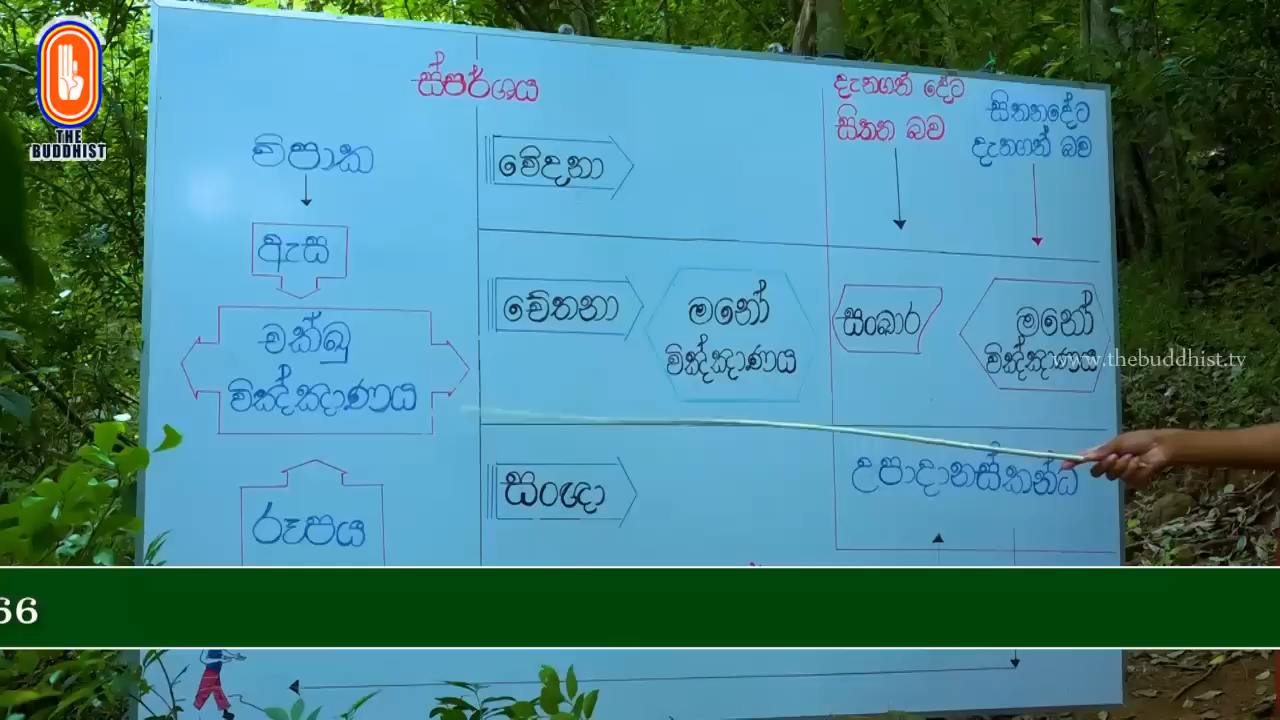 THE
BUDDHIST
ස්පර්ශය
දැනගත් දේට
සිතන බව
සිතනදේට
දැනගත් බව
විපාක
වේදනා
ඇස
චේතනා
මනෝ
වික්ඤාණය
සංඛාර
මනෝ
වික්ඤාණය
www.thebuddhist.tv
චක්ඛු
වික්ඤාණය
උපාදානස්කන්ධ
සංඥා
රූපය
66